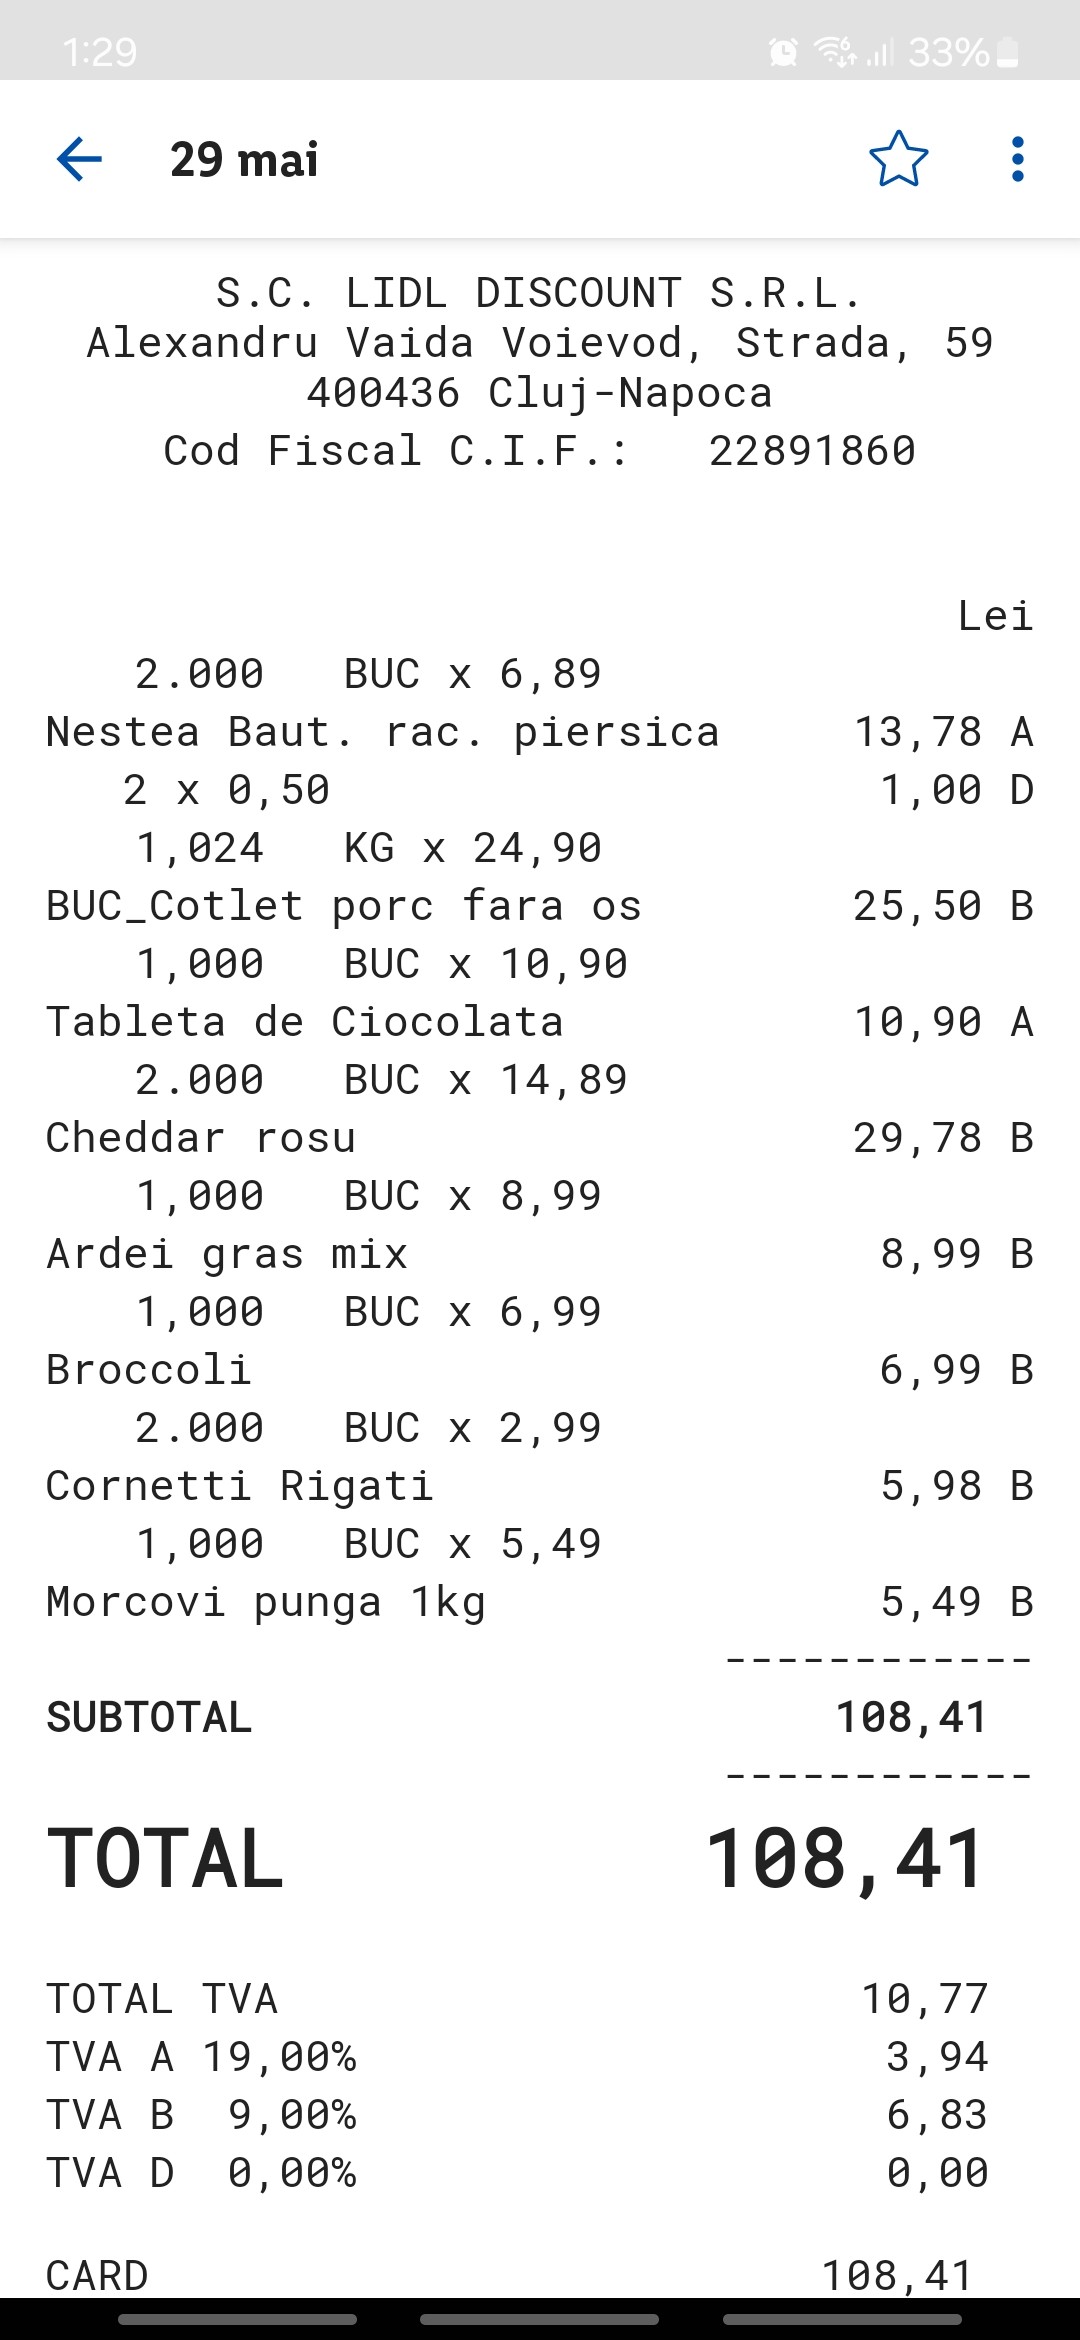 1:29 6 33%
29 mai
S.C. LIDL DISCOUNT S.R.L.
Alexandru Vaida Voievod, Strada, 59
400436 Cluj-Napoca
Cod Fiscal C.I.F.: 22891860
Lei
2.000 BUC x 6,89
Nestea Baut. rac. piersica 13,78 A
2 x 0,50 1,00 D
1,024 KG x 24,90
BUC_Cotlet porc fara os 25,50 B
1,000 BUC x 10,90
Tableta de Ciocolata 10,90 A
2.000 BUC x 14,89
Cheddar rosu 29,78 B
1,000 BUC x 8,99
Ardei gras mix 8,99 B
1,000 BUC x 6,99
Broccoli 6,99 B
2.000 BUC x 2,99
Cornetti Rigati 5,98 B
1,000 BUC x 5,49
Morcovi punga 1kg 5,49 B
------------
SUBTOTAL 108,41
------------
TOTAL 108,41
TOTAL TVA 10,77
TVA A 19,00% 3,94
TVA B 9,00% 6,83
TVA D 0,00% 0,00
CARD 108,41